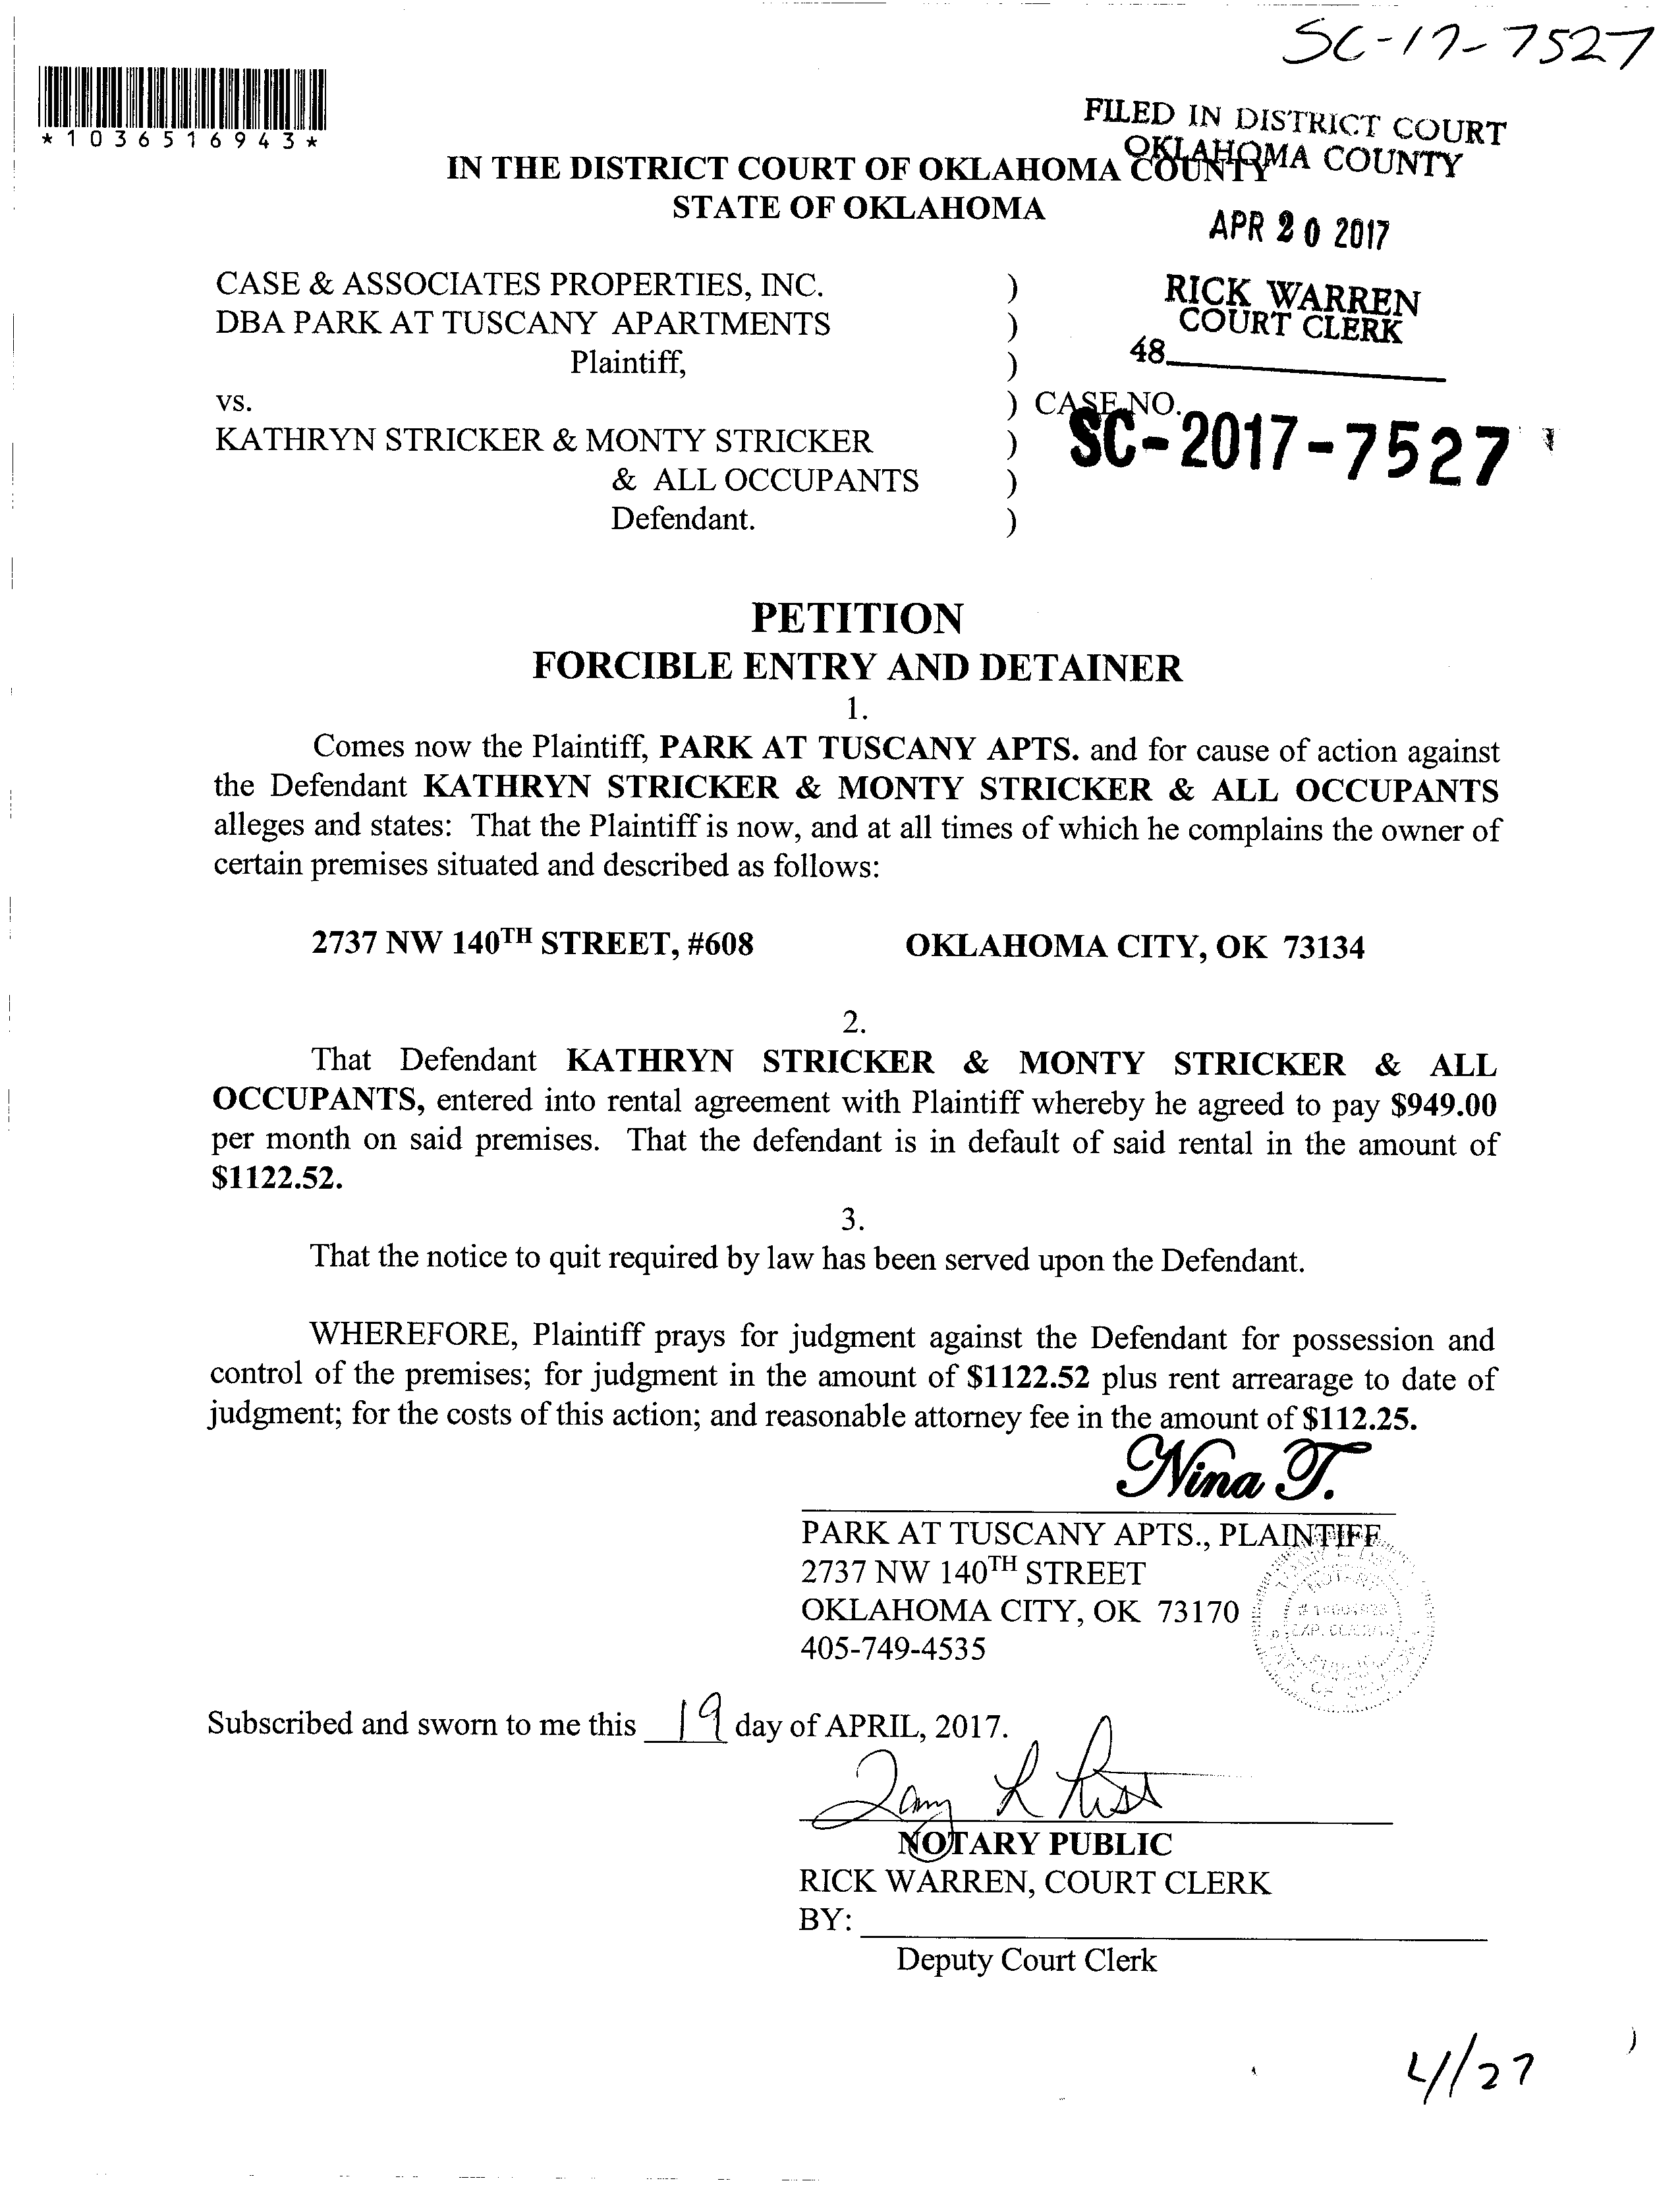 SC-17-7527
*1036516943*
FILED IN DISTRICT COURT
OKLAHOMA COUNTY
IN THE DISTRICT COURT OF OKLAHOMA COUNTY
STATE OF OKLAHOMA
APR 20 2017
CASE & ASSOCIATES PROPERTIES, INC. )
RICK WARREN
DBA PARK AT TUSCANY APARTMENTS )
COURT CLERK
Plaintiff, )
48
vs. ) CASE NO.
SC-2017-7527
KATHRYN STRICKER & MONTY STRICKER )
& ALL OCCUPANTS )
Defendant. )
PETITION
FORCIBLE ENTRY AND DETAINER
1.
Comes now the Plaintiff, PARK AT TUSCANY APTS. and for cause of action against
the Defendant KATHRYN STRICKER & MONTY STRICKER & ALL OCCUPANTS
alleges and states: That the Plaintiff is now, and at all times of which he complains the owner of
certain premises situated and described as follows:
2737 NW 140TH STREET, #608 OKLAHOMA CITY, OK 73134
2.
That Defendant KATHRYN STRICKER & MONTY STRICKER & ALL
OCCUPANTS, entered into rental agreement with Plaintiff whereby he agreed to pay $949.00
per month on said premises. That the defendant is in default of said rental in the amount of
$1122.52.
3.
That the notice to quit required by law has been served upon the Defendant.
WHEREFORE, Plaintiff prays for judgment against the Defendant for possession and
control of the premises; for judgment in the amount of $1122.52 plus rent arrearage to date of
judgment; for the costs of this action; and reasonable attorney fee in the amount of $112.25.
Nina T.
PARK AT TUSCANY APTS., PLAINTIFF
2737 NW 140TH STREET
OKLAHOMA CITY, OK 73170
405-749-4535
NOTARY
PUBLIC
Subscribed and sworn to me this 19 day of APRIL, 2017.
NOTARY PUBLIC
RICK WARREN, COURT CLERK
BY:
Deputy Court Clerk
4/27